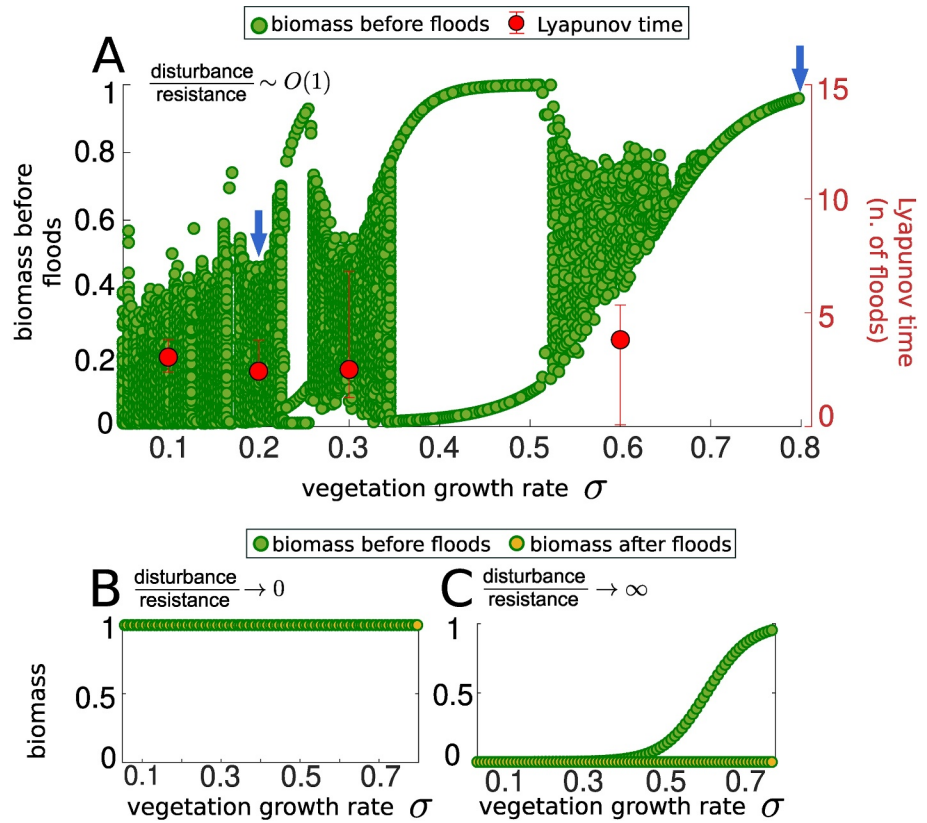 biomass before floods Lyapunov time
A
disturbance
resistance ~ O(1)
1
0.8
0.6
0.4
0.2
0
biomass before
floods
15
10
5
0
Lyapunov time
(n. of floods)
0.1 0.2 0.3 0.4 0.5 0.6 0.7 0.8
vegetation growth rate σ
biomass before floods biomass after floods
B
disturbance
resistance → 0
1
0.5
0
biomass
0.1 0.3 0.5 0.7
vegetation growth rate σ
C
disturbance
resistance → ∞
1
0.5
0
0.1 0.3 0.5 0.7
vegetation growth rate σ